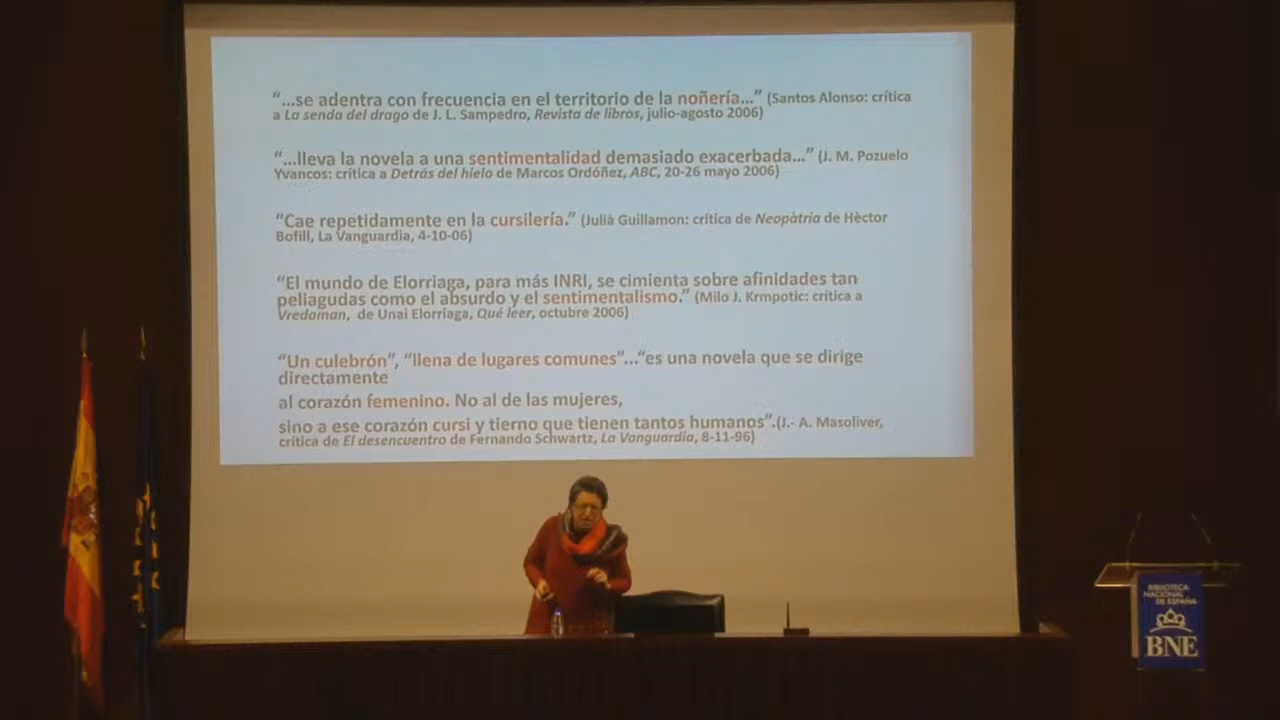 “...se adentra con frecuencia en el territorio de la noñería...” (Santos Alonso: crítica
a La senda del drago de J. L. Sampedro, Revista de libros, julio-agosto 2006)
“...lleva la novela a una sentimentalidad demasiado exacerbada...” (J. M. Pozuelo
Yvancos: crítica a Detrás del hielo de Marcos Ordóñez, ABC, 20-26 mayo 2006)
“Cae repetidamente en la cursilería.” (Julià Guillamon: crítica de Neopàtria de Hèctor
Bofill, La Vanguardia, 4-10-06)
“El mundo de Elorriaga, para más INRI, se cimienta sobre afinidades tan
peliagudas como el absurdo y el sentimentalismo.” (Milo J. Krmpotic: crítica a
Vredaman, de Unai Elorriaga, Qué leer, octubre 2006)
“Un culebrón”, “llena de lugares comunes”...“es una novela que se dirige
directamente
al corazón femenino. No al de las mujeres,
sino a ese corazón cursi y tierno que tienen tantos humanos”.(J.- A. Masoliver,
crítica de El desencuentro de Fernando Schwartz, La Vanguardia, 8-11-96)
BIBLIOTECA
NACIONAL
DE ESPAÑA
BNE